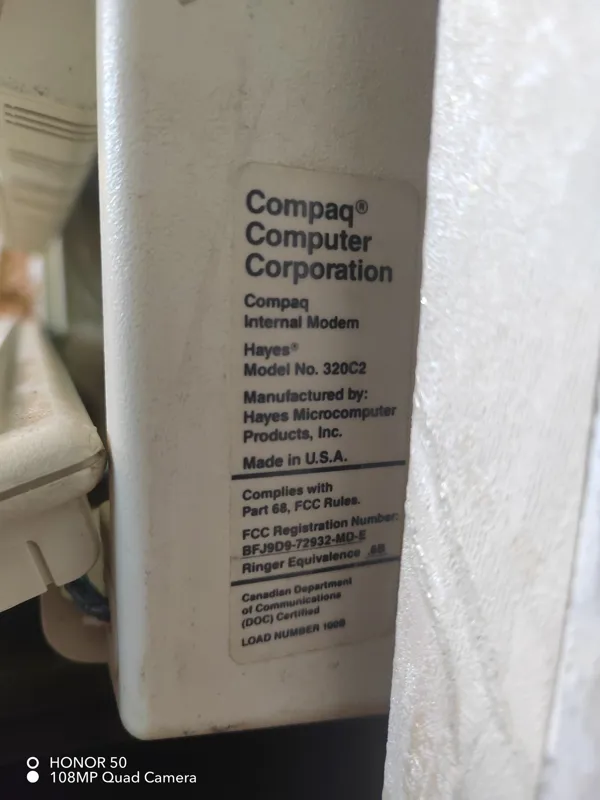 Compaq®
Computer
Corporation
Compaq
Internal Modem
Hayes®
Model No. 320C2
Manufactured by:
Hayes Microcomputer
Products, Inc.
Made in U.S.A.
Complies with
Part 68, FCC Rules.
FCC Registration Number:
BFJ9D9-72932-MD-E
Ringer Equivalence .6B
Canadian Department
of Communications
(DOC) Certified
LOAD NUMBER
HONOR 50
108MP Quad Camera